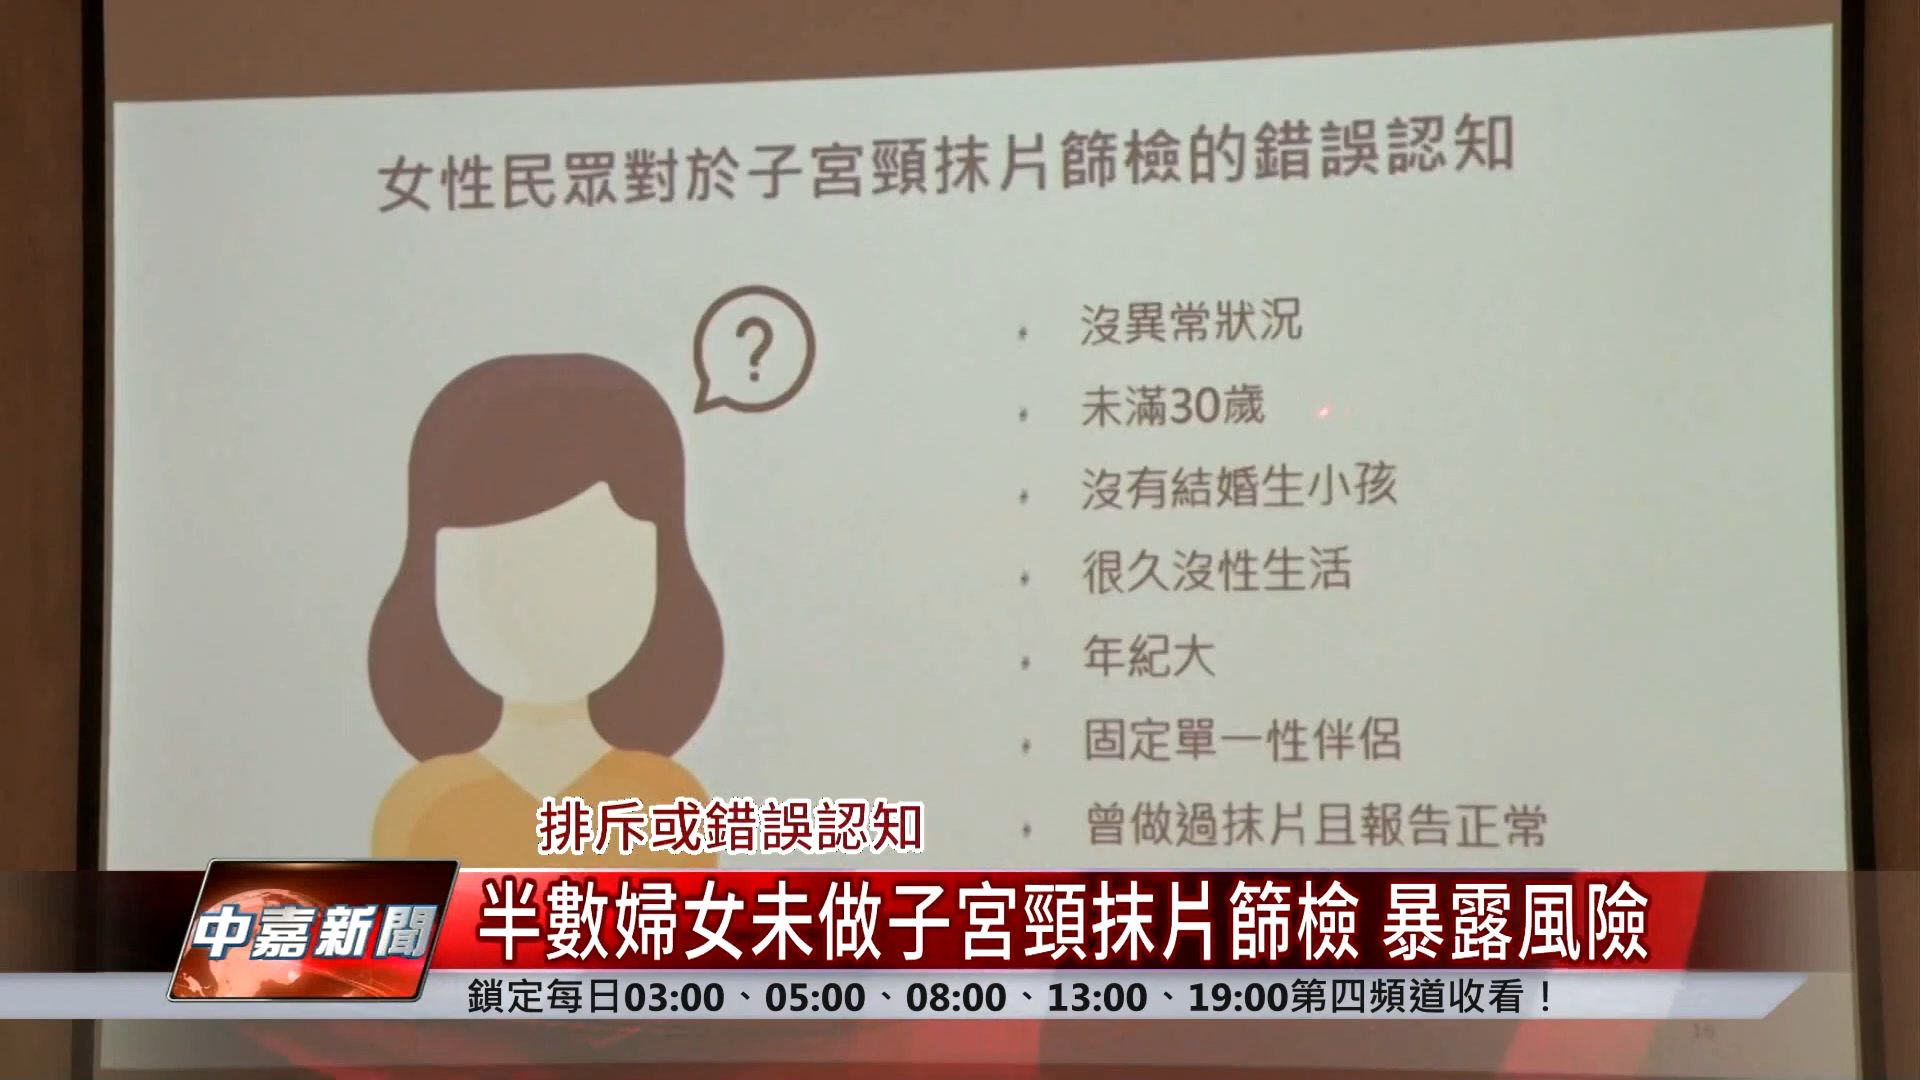 女性民眾對於子宮頸抹片篩檢的錯誤認知
?
沒異常狀況
未滿30歲
沒有結婚生小孩
很久沒性生活
年紀大
固定單一性伴侶
曾做過抹片且報告正常
排斥或錯誤認知
中嘉新聞
半數婦女未做子宮頸抹片篩檢 暴露風險
鎖定每日03:00、05:00、08:00、13:00、19:00第四頻道收看！
16